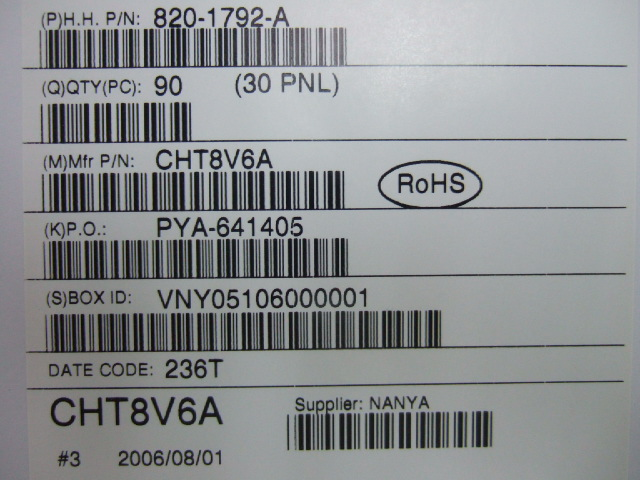 (P)H.H. P/N: 820-1792-A
(Q)QTY(PC): 90 (30 PNL)
(M)Mfr P/N: CHT8V6A
RoHS
(K)P.O.: PYA-641405
(S)BOX ID: VNY05106000001
DATE CODE: 236T
CHT8V6A
Supplier: NANYA
#3 2006/08/01